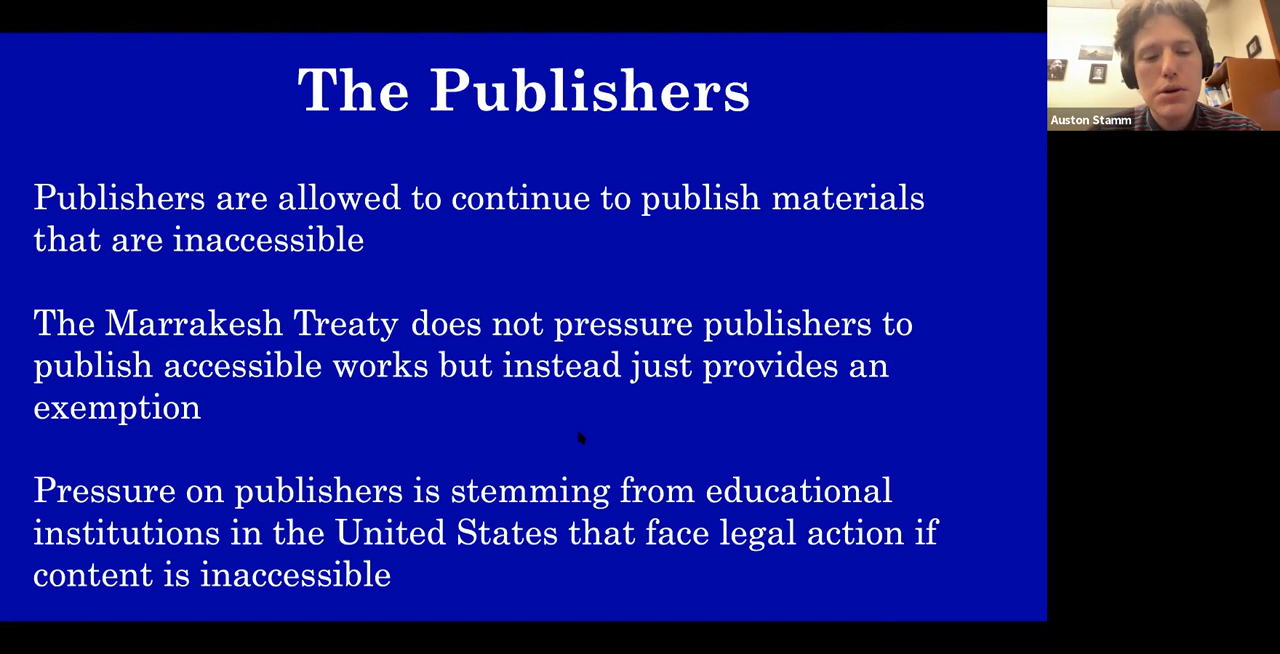 The Publishers
Auston Stamm
Publishers are allowed to continue to publish materials
that are inaccessible
The Marrakesh Treaty does not pressure publishers to
publish accessible works but instead just provides an
exemption
Pressure on publishers is stemming from educational
institutions in the United States that face legal action if
content is inaccessible